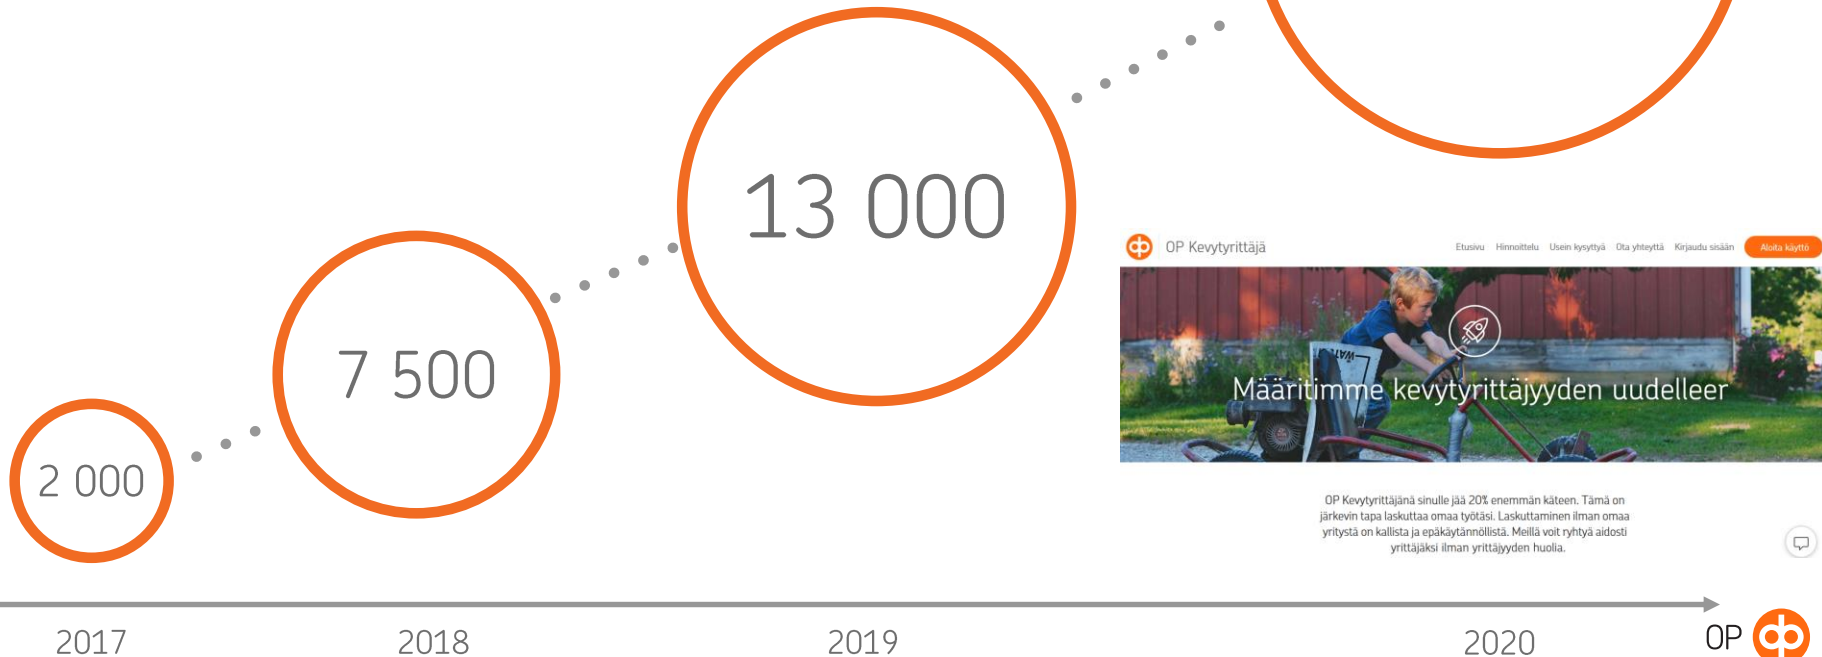 13 000
7 500
2 000
OP Kevytyrittäjä
Etusivu Hinnoittelu Usein kysyttyä Ota yhteyttä Kirjaudu sisään Aloita käyttö
Määritimme kevytyrittäjyyden uudelleer
OP Kevytyrittäjänä sinulle jää 20% enemmän käteen. Tämä on
järkevin tapa laskuttaa omaa työtäsi. Laskuttaminen ilman omaa
yritystä on kallista ja epäkäytännöllistä. Meillä voit ryhtyä aidosti
yrittäjäksi ilman yrittäjyyden huolia.
2017 2018 2019 2020
OP